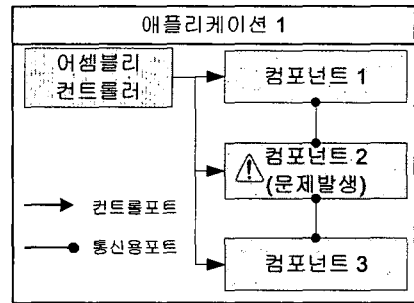 애플리케이션 1
어셈블리
컨트롤러
컴포넌트 1
컴포넌트 2
(문제발생)
컨트롤포트
통신용포트
컴포넌트 3